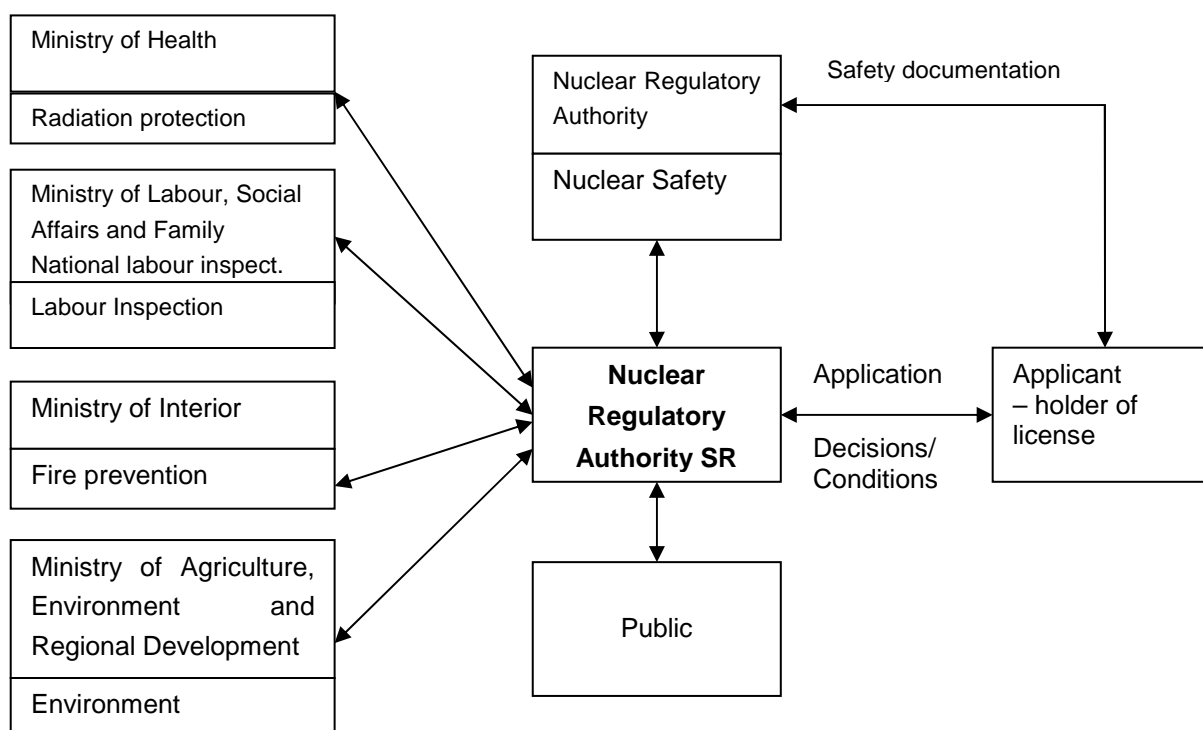 Ministry of Health
Radiation protection
Ministry of Labour, Social
Affairs and Family
National labour inspect.
Labour Inspection
Ministry of Interior
Fire prevention
Ministry of Agriculture,
Environment and
Regional Development
Environment
Nuclear Regulatory
Authority
Nuclear Safety
Safety documentation
Nuclear
Regulatory
Authority SR
Application
Decisions/
Conditions
Applicant
– holder of
license
Public